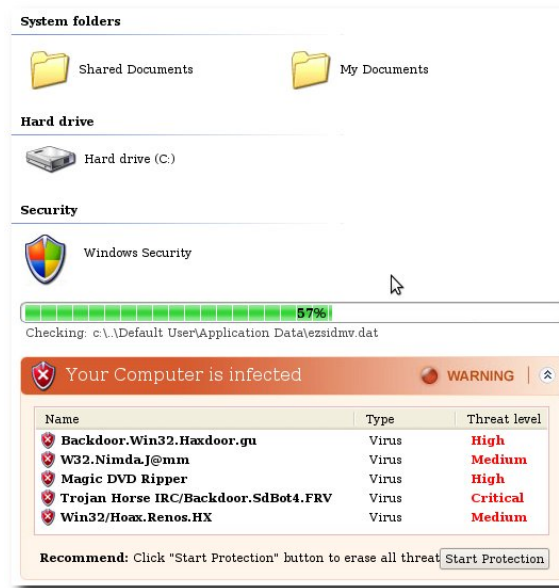 System folders
Shared Documents My Documents
Hard drive
Hard drive (C:)
Security
Windows Security
57%
Checking: c:\..\Default User\Application Data\ezsidmv.dat
Your Computer is infected WARNING
Name Type Threat level
Backdoor.Win32.Haxdoor.gu Virus High
W32.Nimda.J@mm Virus Medium
Magic DVD Ripper Virus High
Trojan Horse IRC/Backdoor.SdBot4.FRV Virus Critical
Win32/Hoax.Renos.HX Virus Medium
Recommend: Click "Start Protection" button to erase all threat Start Protection